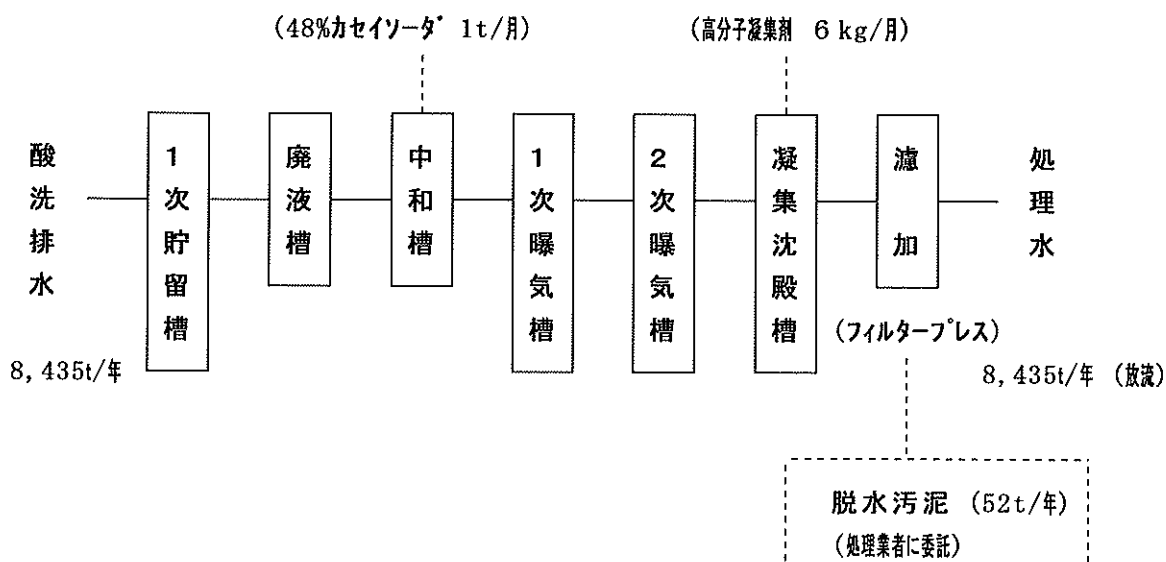 (48%カセイソーダ 1t/月)
(高分子凝集剤 6 kg/月)
酸洗排水
1次貯留槽
廃液槽
中和槽
1次曝気槽
2次曝気槽
凝集沈殿槽
濾加
処理水
(フィルタープレス)
8,435t/年
8,435t/年 (放流)
脱水汚泥 (52t/年)
(処理業者に委託)